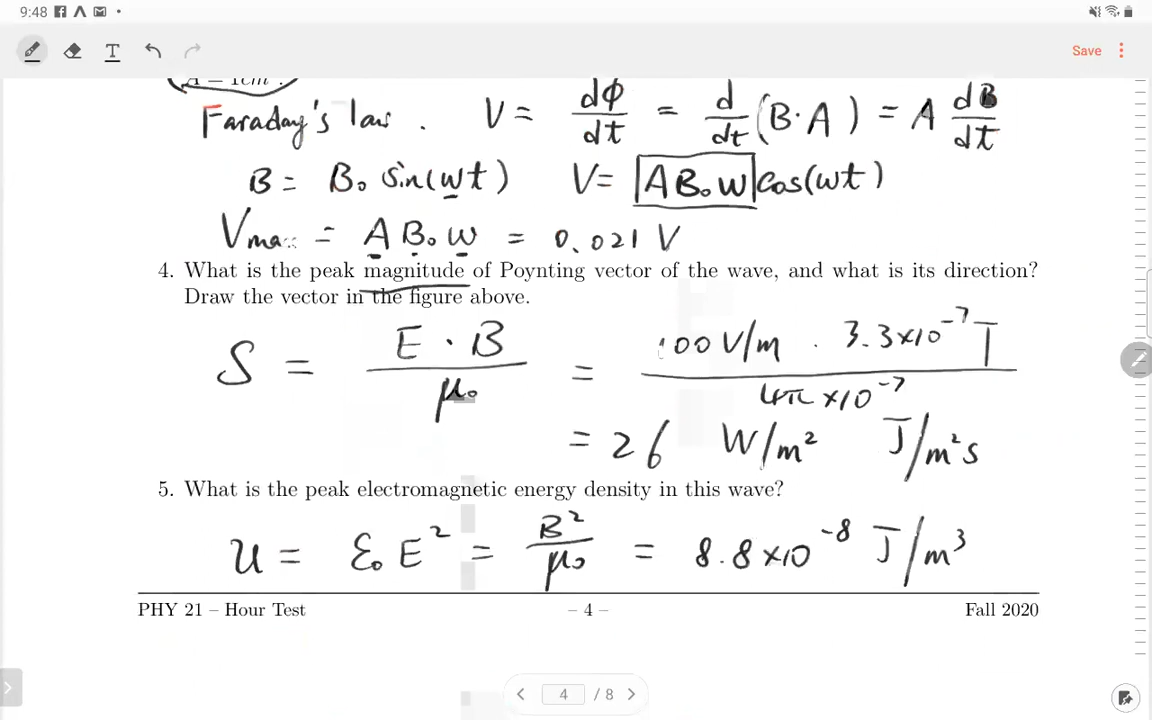 9:48
Save
A = 1cm².
Faraday's law. V = dϕ/dt = d/dt (B·A) = A dB/dt
B = B₀ sin(ωt) V = AB₀ω cos(ωt)
Vmax = AB₀ω = 0.021 V
4. What is the peak magnitude of Poynting vector of the wave, and what is its direction?
Draw the vector in the figure above.
S = E·B/μ₀ = 100 V/m · 3.3×10⁻⁷ T / 4π×10⁻⁷
= 26 W/m² J/m²s
5. What is the peak electromagnetic energy density in this wave?
u = ε₀E² = B²/μ₀ = 8.8×10⁻⁸ J/m³
PHY 21 – Hour Test – 4 – Fall 2020
4 / 8